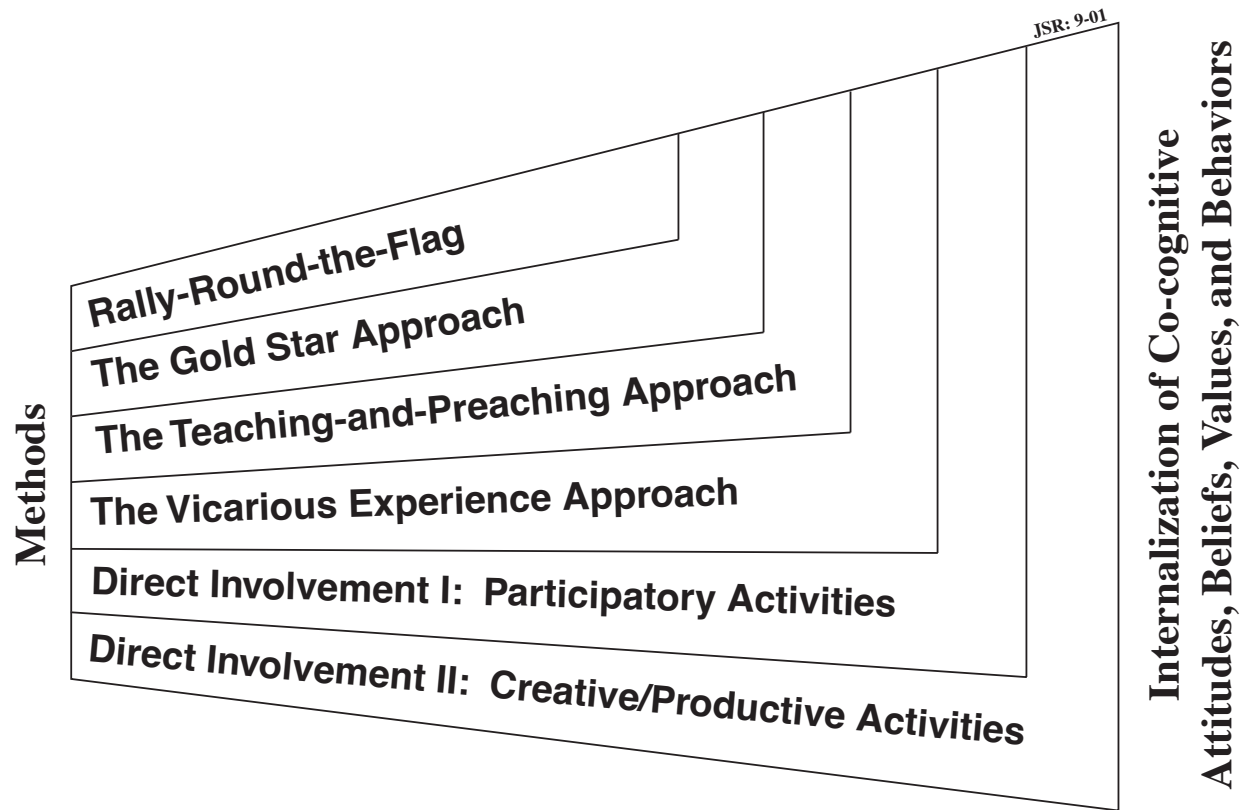 JSR: 9-01
Methods
Rally-Round-the-Flag
The Gold Star Approach
The Teaching-and-Preaching Approach
The Vicarious Experience Approach
Direct Involvement I: Participatory Activities
Direct Involvement II: Creative/Productive Activities
Internalization of Co-cognitive
Attitudes, Beliefs, Values, and Behaviors